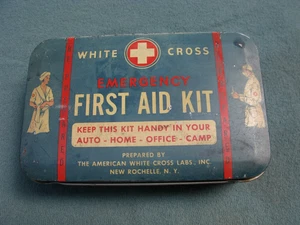 WHITE CROSS
EMERGENCY
FIRST AID KIT
KEEP THIS KIT HANDY IN YOUR
AUTO - HOME - OFFICE - CAMP
PREPARED BY
THE AMERICAN WHITE CROSS LABS., INC
NEW ROCHELLE, N. Y.